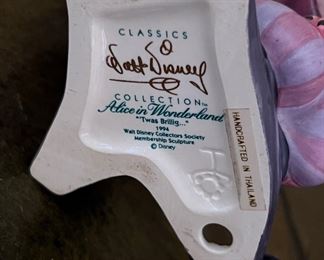 CLASSICS
Walt Disney
COLLECTION™
Alice in Wonderland
"'Twas Brillig..."
1994
Walt Disney Collectors Society
Membership Sculpture
© Disney
HANDCRAFTED IN THAILAND